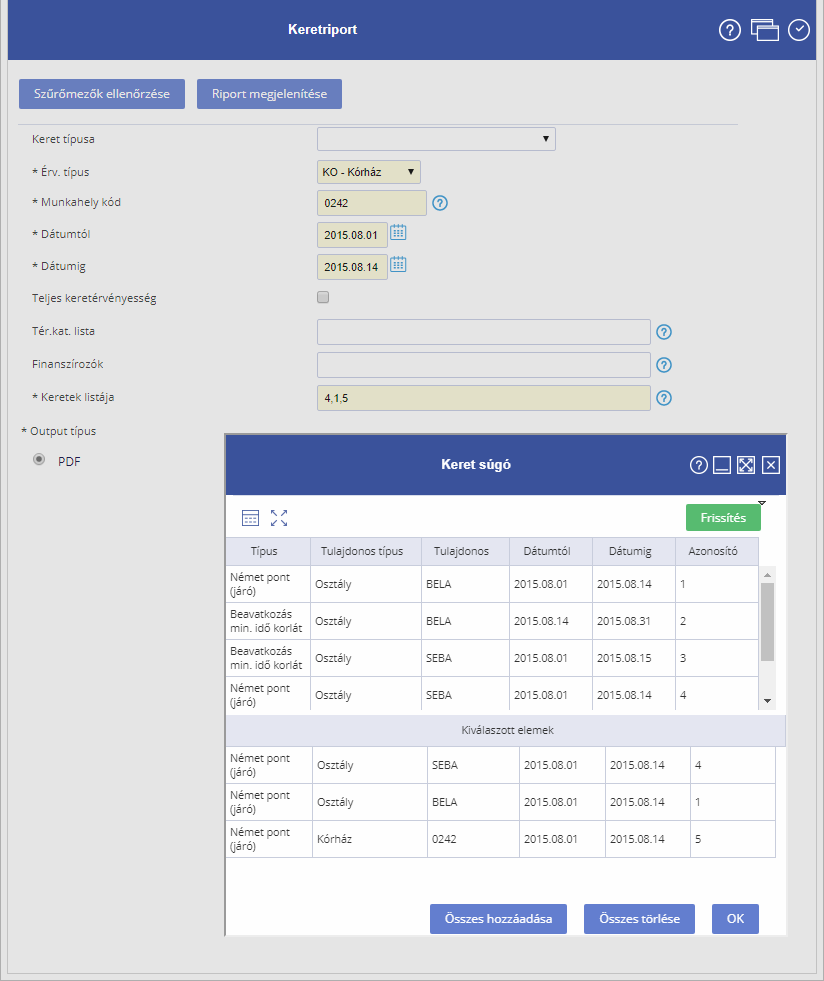 Keretriport
Szűrőmezők ellenőrzése Riport megjelenítése
Keret típusa
* Érv. típus KO - Kórház
* Munkahely kód 0242
* Dátumtól 2015.08.01
* Dátumig 2015.08.14
Teljes keretérvényesség
Tér.kat. lista
Finanszírozók
* Keretek listája 4,1,5
* Output típus
PDF
Keret súgó
Frissítés
Típus Tulajdonos típus Tulajdonos Dátumtól Dátumig Azonosító
Német pont
(járó) Osztály BELA 2015.08.01 2015.08.14 1
Beavatkozás
min. idő korlát Osztály BELA 2015.08.14 2015.08.31 2
Beavatkozás
min. idő korlát Osztály SEBA 2015.08.01 2015.08.15 3
Német pont
(járó) Osztály SEBA 2015.08.01 2015.08.14 4
Kiválaszott elemek
Német pont
(járó) Osztály SEBA 2015.08.01 2015.08.14 4
Német pont
(járó) Osztály BELA 2015.08.01 2015.08.14 1
Német pont
(járó) Kórház 0242 2015.08.01 2015.08.14 5
Összes hozzáadása Összes törlése OK